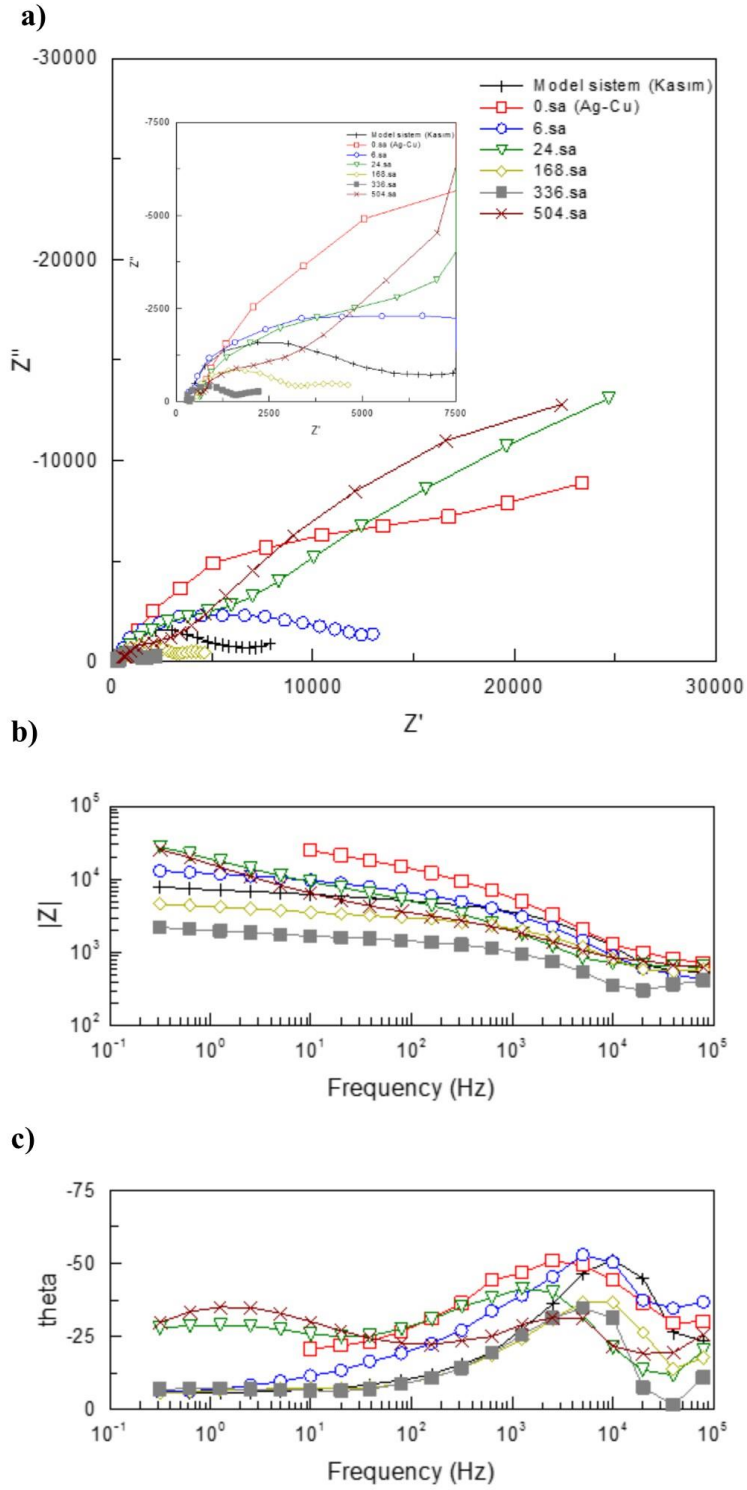 a)
-30000
-20000
-10000
0
Z''
0
10000
20000
30000
Z'
Model sistem (Kasım)
0.sa (Ag-Cu)
6.sa
24.sa
168.sa
336.sa
504.sa
-7500
-5000
-2500
0
Z''
0
2500
5000
7500
Z'
Model sistem (Kasım)
0.sa (Ag-Cu)
6.sa
24.sa
168.sa
336.sa
504.sa
b)
10⁵
10⁴
10³
10²
|Z|
10⁻¹
10⁰
10¹
10²
10³
10⁴
10⁵
Frequency (Hz)
c)
-75
-50
-25
0
theta
10⁻¹
10⁰
10¹
10²
10³
10⁴
10⁵
Frequency (Hz)